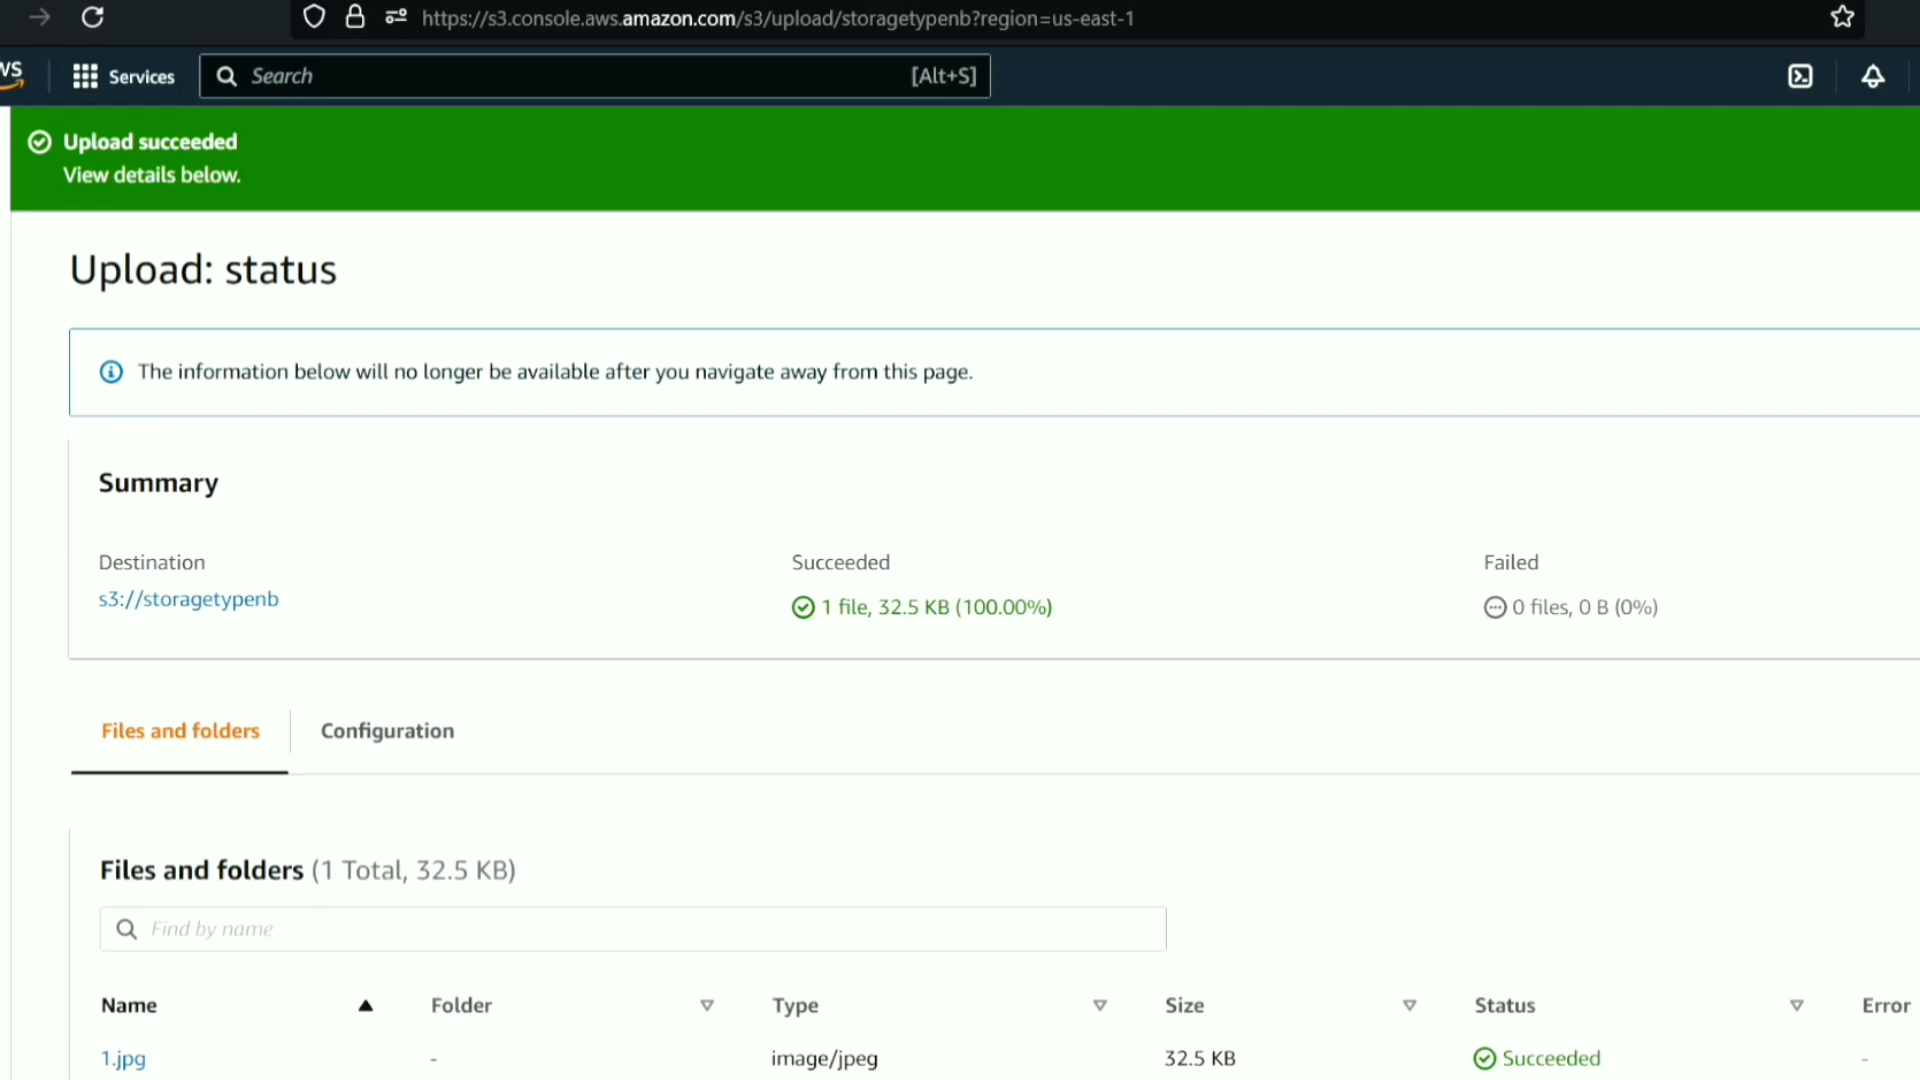 https://s3.console.aws.amazon.com/s3/upload/storagetypenb?region=us-east-1
Services
Search
[Alt+S]
Upload succeeded
View details below.
Upload: status
The information below will no longer be available after you navigate away from this page.
Summary
Destination
Succeeded
Failed
s3://storagetypenb
1 file, 32.5 KB (100.00%)
0 files, 0 B (0%)
Files and folders
Configuration
Files and folders (1 Total, 32.5 KB)
Find by name
Name
Folder
Type
Size
Status
Error
1.jpg
-
image/jpeg
32.5 KB
Succeeded
-